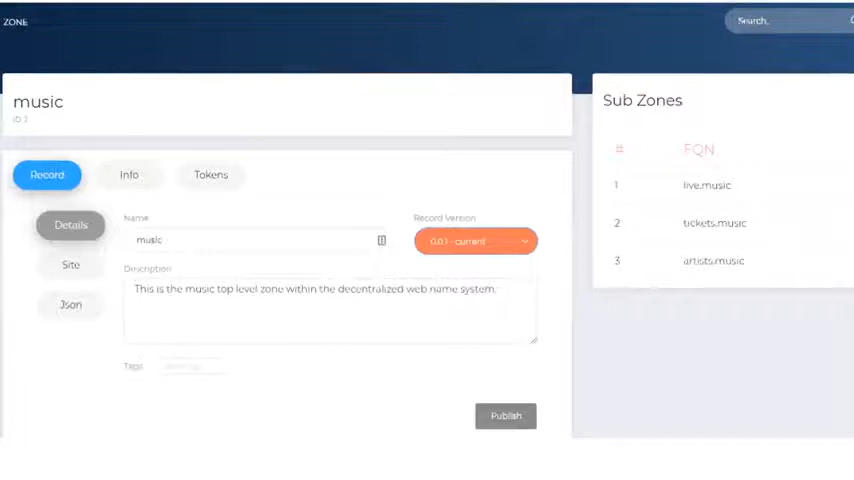 ZONE
Search..
music
ID: 2
Record
Info
Tokens
Details
Site
Json
Name
music
Record Version
0.0.1 - current
Description
This is the music top level zone within the decentralized web name system.
Tags
Publish
Sub Zones
# FQN
1 live.music
2 tickets.music
3 artists.music